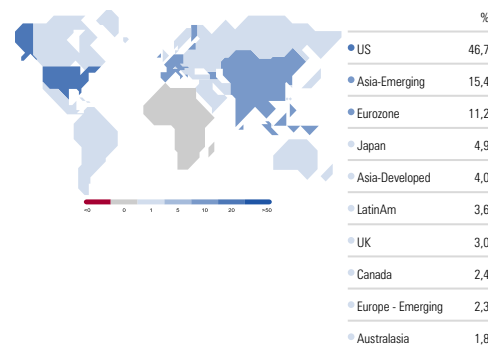 %
US 46,7
Asia-Emerging 15,4
Eurozone 11,2
Japan 4,9
Asia-Developed 4,0
LatinAm 3,6
UK 3,0
Canada 2,4
Europe - Emerging 2,3
Australasia 1,8
<0 0 1 5 10 20 >50